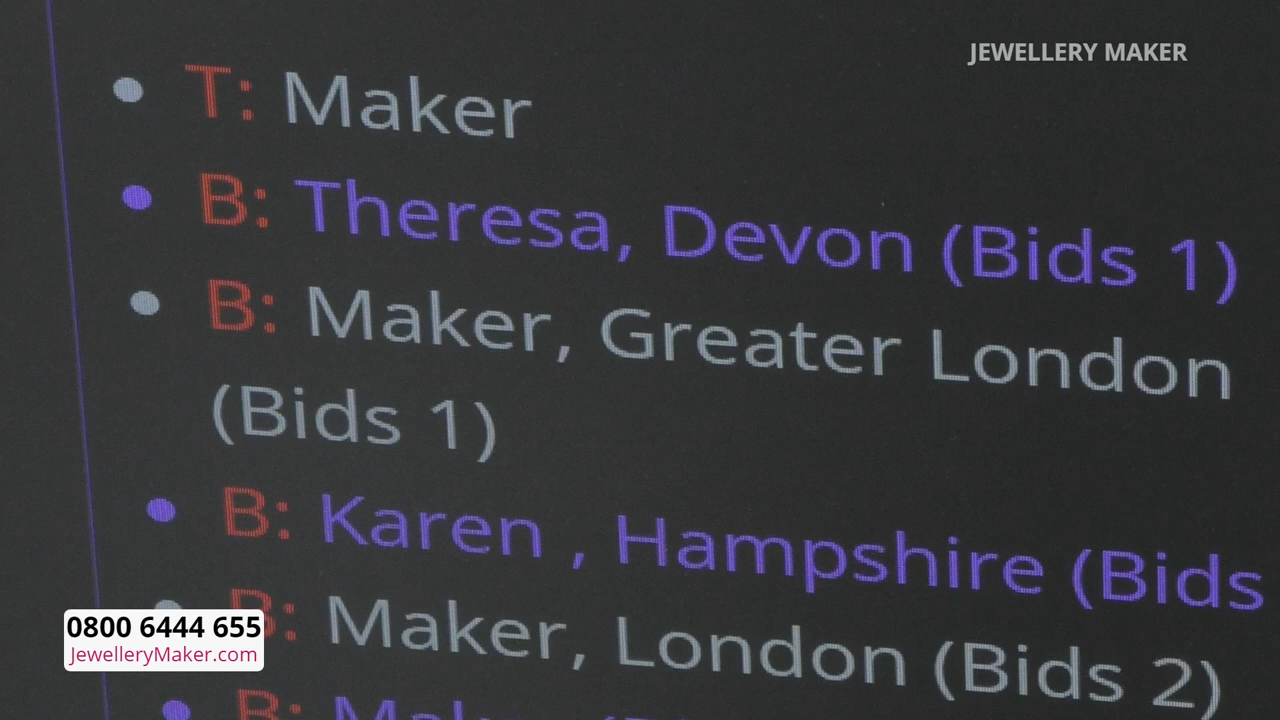 JEWELLERY MAKER
• T: Maker
• B: Theresa, Devon (Bids 1)
• B: Maker, Greater London
(Bids 1)
• B: Karen , Hampshire (Bids
• B: Maker, London (Bids 2)
• B:
0800 6444 655
JewelleryMaker.com